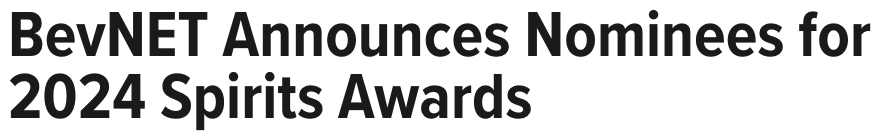 BevNET Announces Nominees for
2024 Spirits Awards